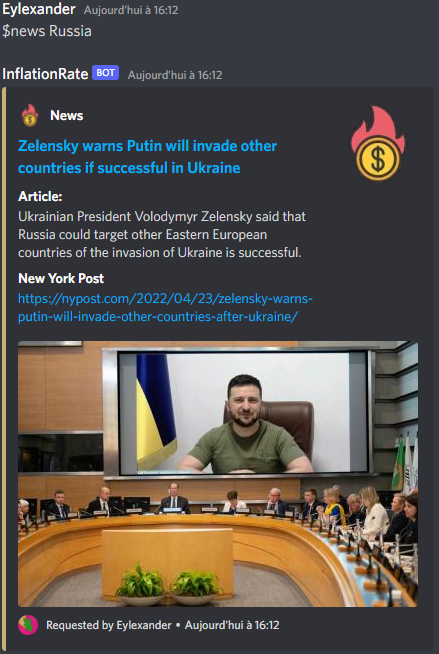 Eylexander Aujourd'hui à 16:12
$news Russia
InflationRate BOT Aujourd'hui à 16:12
News
$
Zelensky warns Putin will invade other
countries if successful in Ukraine
Article:
Ukrainian President Volodymyr Zelensky said that
Russia could target other Eastern European
countries of the invasion of Ukraine is successful.
New York Post
https://nypost.com/2022/04/23/zelensky-warns-
putin-will-invade-other-countries-after-ukraine/
Requested by Eylexander • Aujourd'hui à 16:12